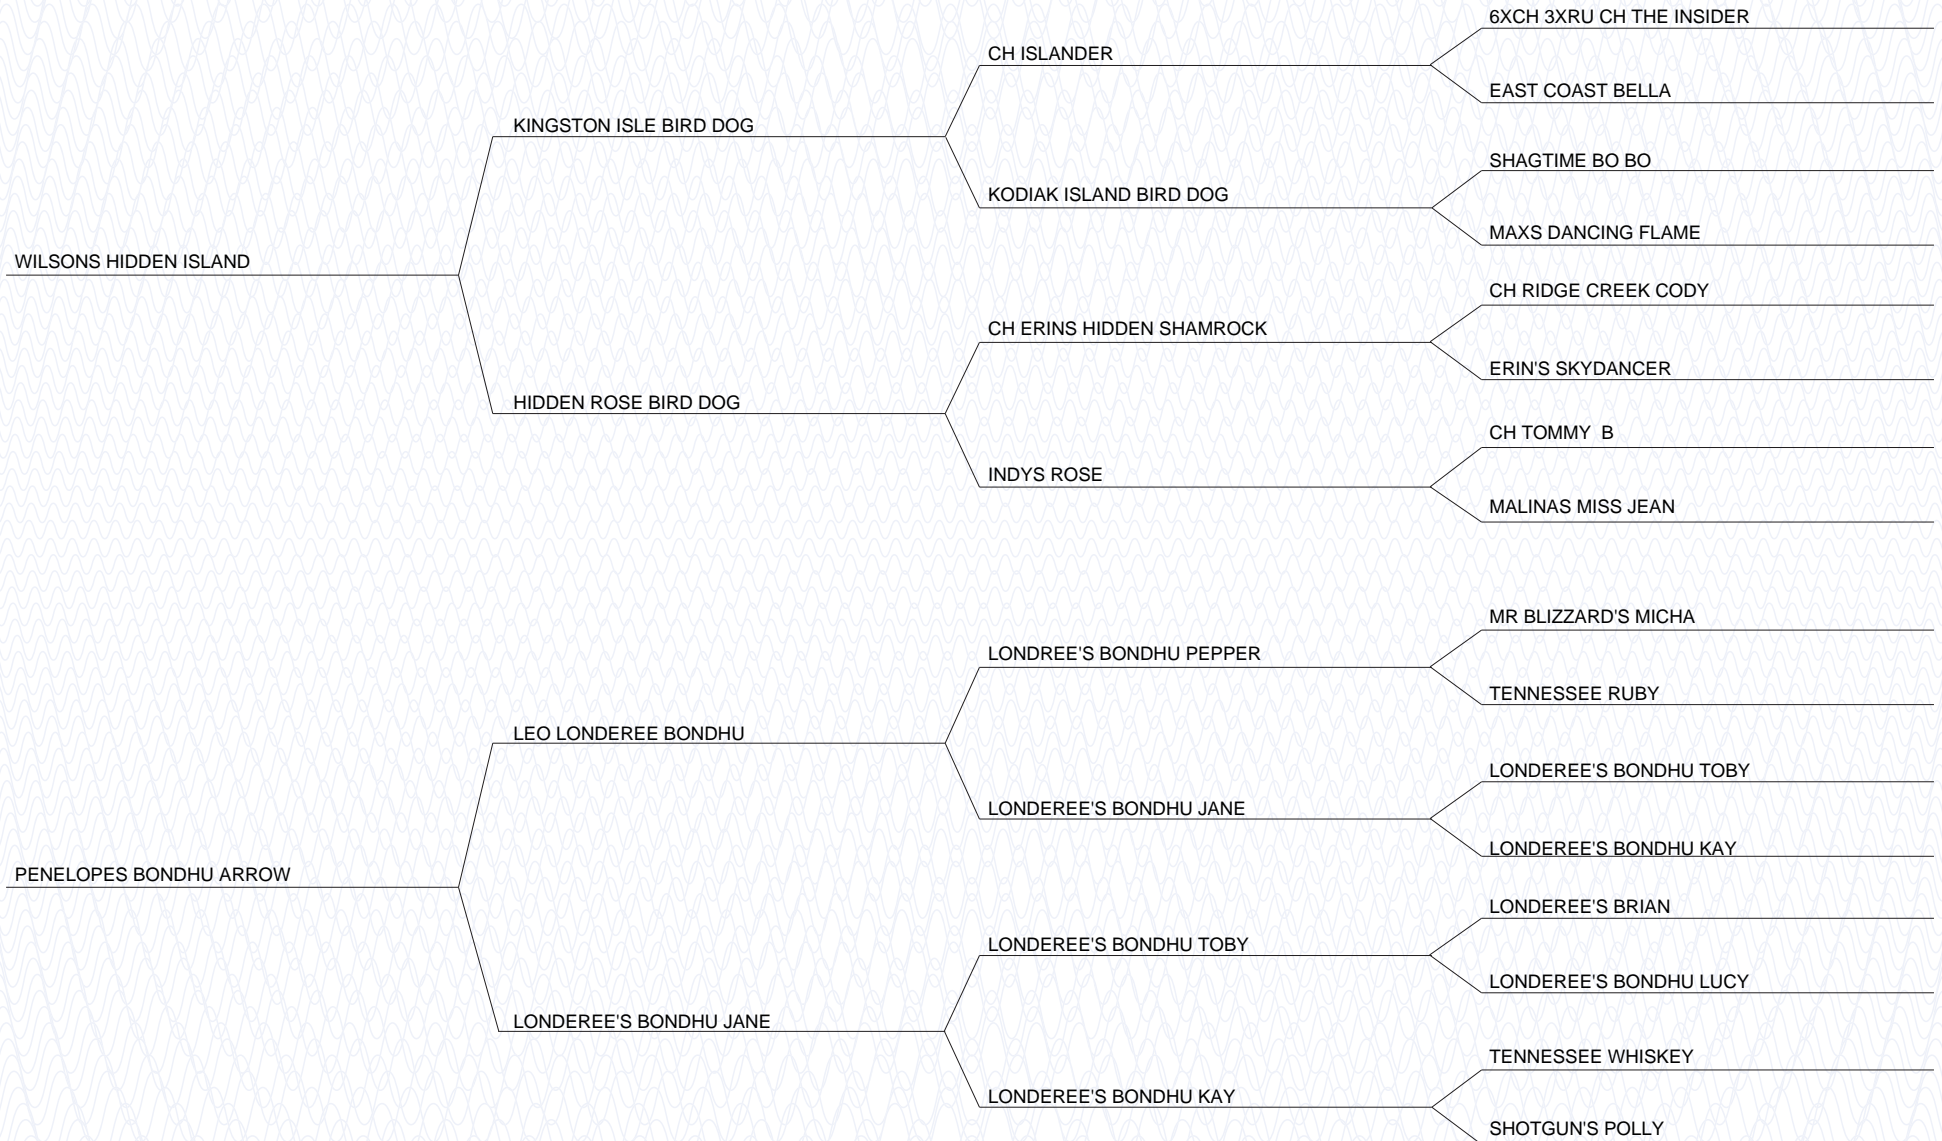 6XCH 3XRU CH THE INSIDER
CH ISLANDER
EAST COAST BELLA
KINGSTON ISLE BIRD DOG
SHAGTIME BO BO
KODIAK ISLAND BIRD DOG
MAXS DANCING FLAME
WILSONS HIDDEN ISLAND
CH RIDGE CREEK CODY
CH ERINS HIDDEN SHAMROCK
ERIN'S SKYDANCER
HIDDEN ROSE BIRD DOG
CH TOMMY  B
INDYS ROSE
MALINAS MISS JEAN
MR BLIZZARD'S MICHA
LONDREE'S BONDHU PEPPER
TENNESSEE RUBY
LEO LONDEREE BONDHU
LONDEREE'S BONDHU TOBY
LONDEREE'S BONDHU JANE
LONDEREE'S BONDHU KAY
PENELOPES BONDHU ARROW
LONDEREE'S BRIAN
LONDEREE'S BONDHU TOBY
LONDEREE'S BONDHU LUCY
LONDEREE'S BONDHU JANE
TENNESSEE WHISKEY
LONDEREE'S BONDHU KAY
SHOTGUN'S POLLY